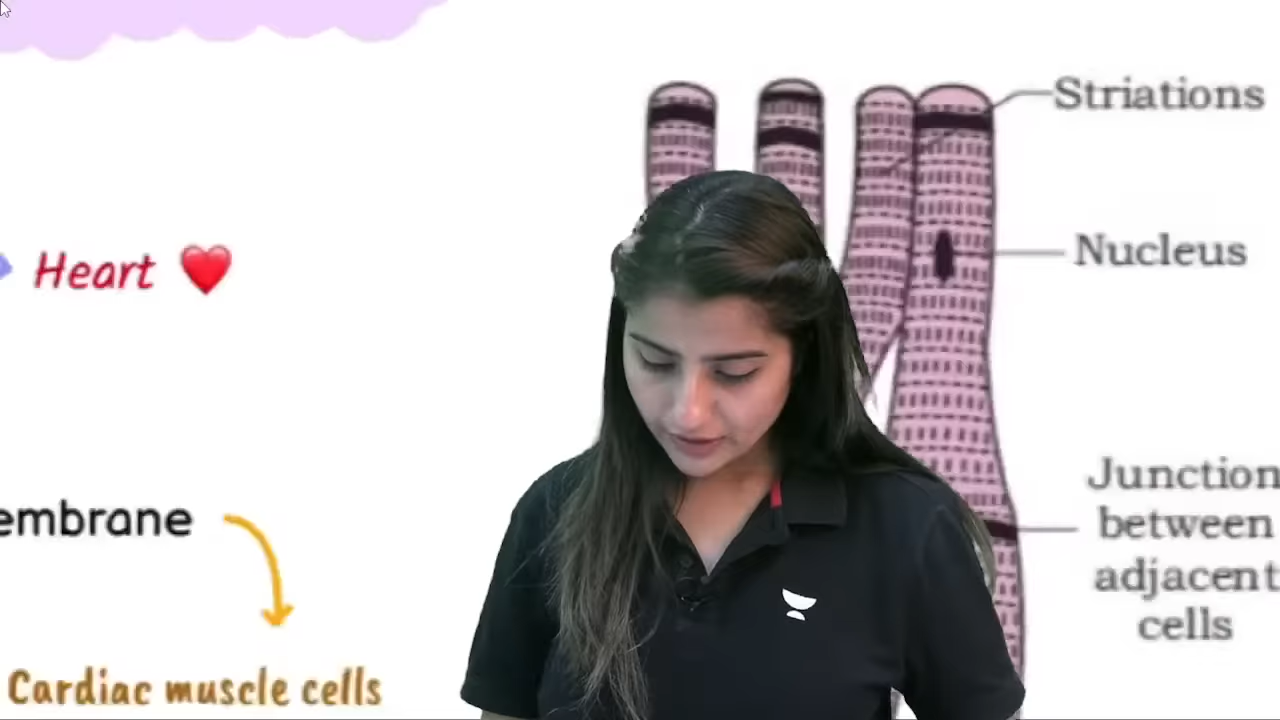 Striations
Heart
Nucleus
Junction
between
adjacent
cells
embrane
Cardiac muscle cells